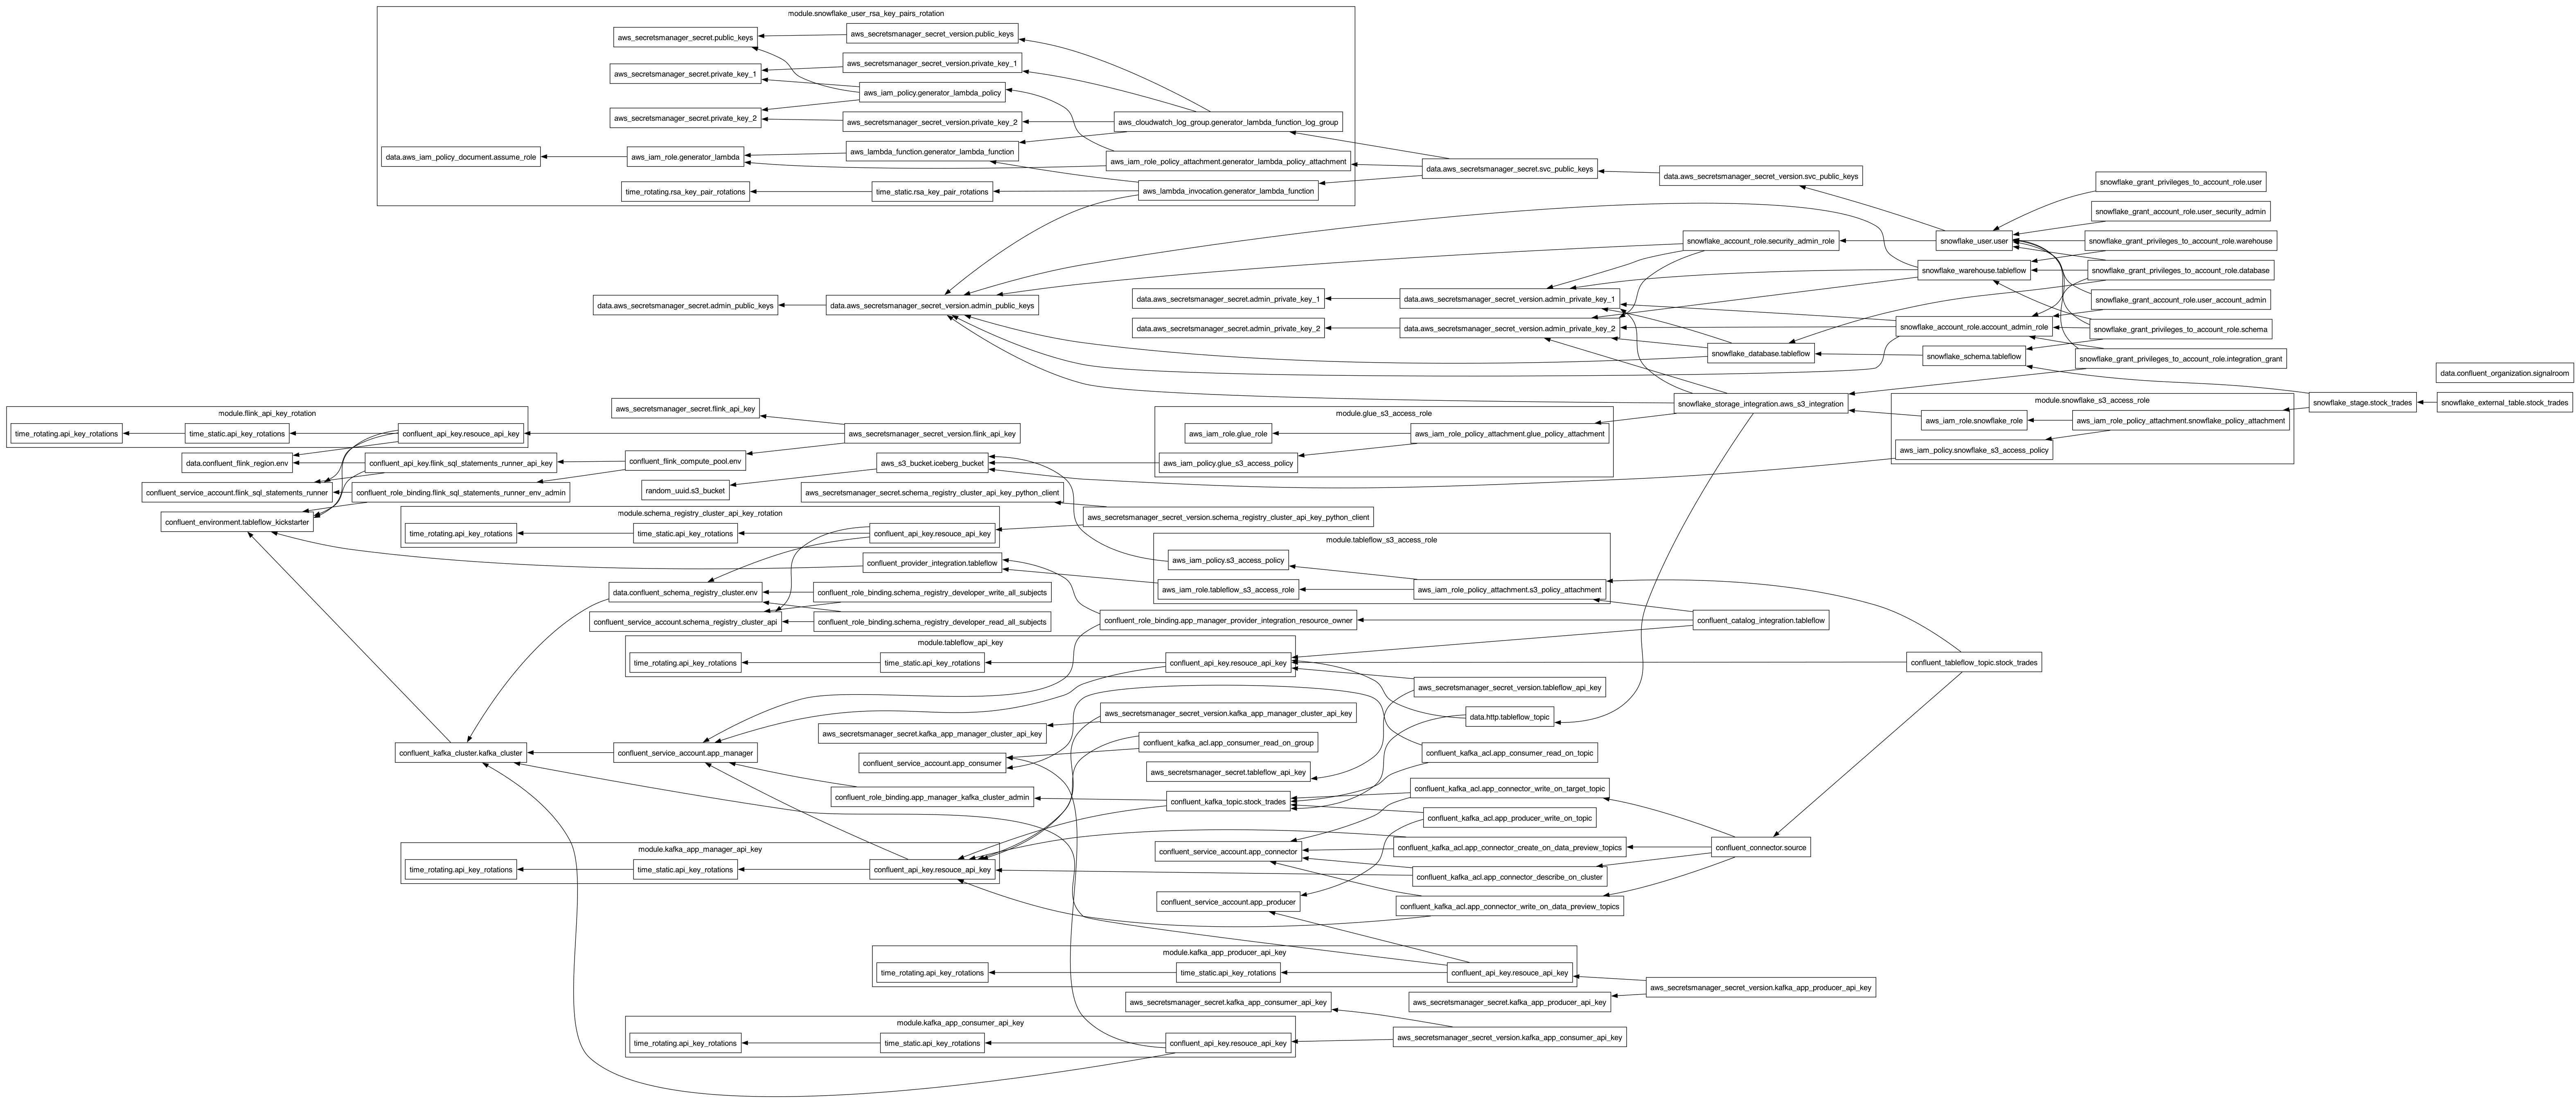 module.snowflake_user_rsa_key_pairs_rotation
aws_secretsmanager_secret.public_keys
aws_secretsmanager_secret_version.public_keys
aws_secretsmanager_secret.private_key_1
aws_secretsmanager_secret_version.private_key_1
aws_iam_policy.generator_lambda_policy
aws_secretsmanager_secret.private_key_2
aws_secretsmanager_secret_version.private_key_2
aws_cloudwatch_log_group.generator_lambda_function_log_group
data.aws_iam_policy_document.assume_role
aws_iam_role.generator_lambda
aws_lambda_function.generator_lambda_function
aws_iam_role_policy_attachment.generator_lambda_policy_attachment
time_rotating.rsa_key_pair_rotations
time_static.rsa_key_pair_rotations
aws_lambda_invocation.generator_lambda_function
data.aws_secretsmanager_secret.svc_public_keys
data.aws_secretsmanager_secret_version.svc_public_keys
snowflake_grant_privileges_to_account_role.user
snowflake_grant_account_role.user_security_admin
snowflake_account_role.security_admin_role
snowflake_user.user
snowflake_grant_privileges_to_account_role.warehouse
snowflake_warehouse.tableflow
snowflake_grant_privileges_to_account_role.database
data.aws_secretsmanager_secret.admin_public_keys
data.aws_secretsmanager_secret_version.admin_public_keys
data.aws_secretsmanager_secret.admin_private_key_1
data.aws_secretsmanager_secret_version.admin_private_key_1
snowflake_grant_account_role.user_account_admin
data.aws_secretsmanager_secret.admin_private_key_2
data.aws_secretsmanager_secret_version.admin_private_key_2
snowflake_account_role.account_admin_role
snowflake_grant_privileges_to_account_role.schema
snowflake_database.tableflow
snowflake_schema.tableflow
snowflake_grant_privileges_to_account_role.integration_grant
data.confluent_organization.signalroom
snowflake_storage_integration.aws_s3_integration
snowflake_stage.stock_trades
snowflake_external_table.stock_trades
module.flink_api_key_rotation
time_rotating.api_key_rotations
time_static.api_key_rotations
confluent_api_key.resouce_api_key
aws_secretsmanager_secret.flink_api_key
aws_secretsmanager_secret_version.flink_api_key
module.glue_s3_access_role
aws_iam_role.glue_role
aws_iam_role_policy_attachment.glue_policy_attachment
aws_iam_policy.glue_s3_access_policy
module.snowflake_s3_access_role
aws_iam_role.snowflake_role
aws_iam_role_policy_attachment.snowflake_policy_attachment
aws_iam_policy.snowflake_s3_access_policy
data.confluent_flink_region.env
confluent_api_key.flink_sql_statements_runner_api_key
confluent_flink_compute_pool.env
aws_s3_bucket.iceberg_bucket
confluent_service_account.flink_sql_statements_runner
confluent_role_binding.flink_sql_statements_runner_env_admin
random_uuid.s3_bucket
aws_secretsmanager_secret.schema_registry_cluster_api_key_python_client
confluent_environment.tableflow_kickstarter
module.schema_registry_cluster_api_key_rotation
time_rotating.api_key_rotations
time_static.api_key_rotations
confluent_api_key.resouce_api_key
aws_secretsmanager_secret_version.schema_registry_cluster_api_key_python_client
module.tableflow_s3_access_role
aws_iam_policy.s3_access_policy
aws_iam_role.tableflow_s3_access_role
aws_iam_role_policy_attachment.s3_policy_attachment
confluent_provider_integration.tableflow
data.confluent_schema_registry_cluster.env
confluent_role_binding.schema_registry_developer_write_all_subjects
confluent_service_account.schema_registry_cluster_api
confluent_role_binding.schema_registry_developer_read_all_subjects
confluent_role_binding.app_manager_provider_integration_resource_owner
confluent_catalog_integration.tableflow
module.tableflow_api_key
time_rotating.api_key_rotations
time_static.api_key_rotations
confluent_api_key.resouce_api_key
confluent_tableflow_topic.stock_trades
aws_secretsmanager_secret_version.tableflow_api_key
aws_secretsmanager_secret_version.kafka_app_manager_cluster_api_key
data.http.tableflow_topic
aws_secretsmanager_secret.kafka_app_manager_cluster_api_key
confluent_kafka_cluster.kafka_cluster
confluent_service_account.app_manager
confluent_kafka_acl.app_consumer_read_on_group
confluent_kafka_acl.app_consumer_read_on_topic
confluent_service_account.app_consumer
aws_secretsmanager_secret.tableflow_api_key
confluent_kafka_acl.app_connector_write_on_target_topic
confluent_role_binding.app_manager_kafka_cluster_admin
confluent_kafka_topic.stock_trades
confluent_kafka_acl.app_producer_write_on_topic
module.kafka_app_manager_api_key
time_rotating.api_key_rotations
time_static.api_key_rotations
confluent_api_key.resouce_api_key
confluent_service_account.app_connector
confluent_kafka_acl.app_connector_create_on_data_preview_topics
confluent_connector.source
confluent_kafka_acl.app_connector_describe_on_cluster
confluent_service_account.app_producer
confluent_kafka_acl.app_connector_write_on_data_preview_topics
module.kafka_app_producer_api_key
time_rotating.api_key_rotations
time_static.api_key_rotations
confluent_api_key.resouce_api_key
aws_secretsmanager_secret_version.kafka_app_producer_api_key
aws_secretsmanager_secret.kafka_app_consumer_api_key
aws_secretsmanager_secret.kafka_app_producer_api_key
module.kafka_app_consumer_api_key
time_rotating.api_key_rotations
time_static.api_key_rotations
confluent_api_key.resouce_api_key
aws_secretsmanager_secret_version.kafka_app_consumer_api_key